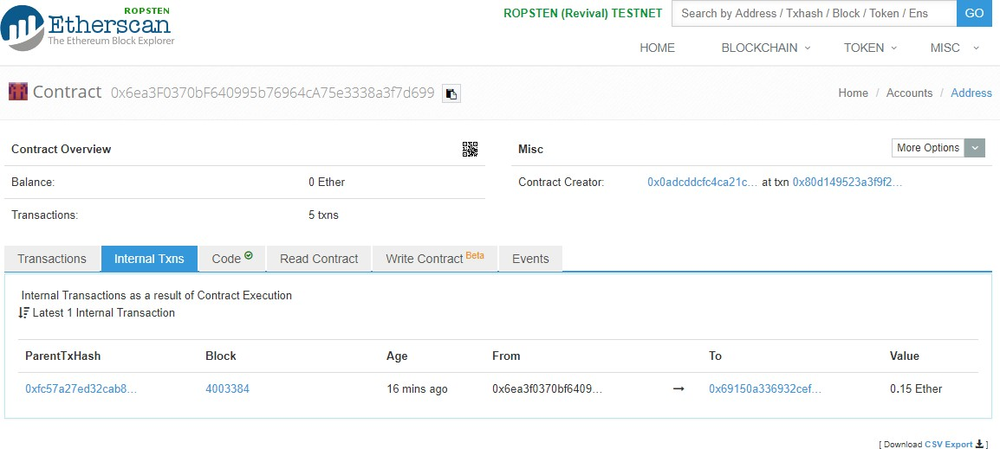 ROPSTEN
Etherscan
The Ethereum Block Explorer
ROPSTEN (Revival) TESTNET
Search by Address / Txhash / Block / Token / Ens
GO
HOME BLOCKCHAIN TOKEN MISC
Contract 0x6ea3F0370bF640995b76964cA75e3338a3f7d699
Home / Accounts / Address
Contract Overview
Balance: 0 Ether
Transactions: 5 txns
Misc
More Options
Contract Creator: 0x0adcddcfc4ca21c... at txn 0x80d149523a3f9f2...
Transactions Internal Txns Code Read Contract Write Contract Beta Events
Internal Transactions as a result of Contract Execution
Latest 1 Internal Transaction
ParentTxHash Block Age From To Value
0xfc57a27ed32cab8... 4003384 16 mins ago 0x6ea3f0370bf6409... → 0x69150a336932cef... 0.15 Ether
[ Download CSV Export ]